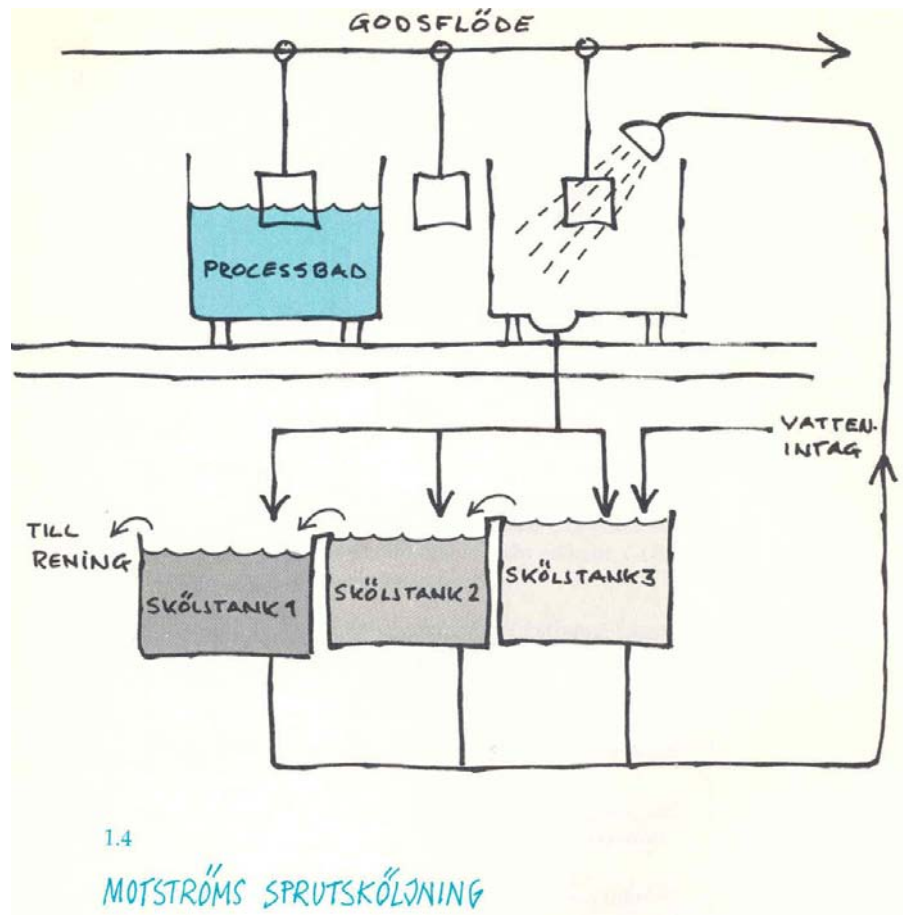 GODSFLÖDE
PROCESSBAD
VATTEN-
INTAG
TILL
RENING
SKÖLJTANK 1
SKÖLJTANK 2
SKÖLJTANK 3
1.4
MOTSTRÖMS SPRUTSKÖLJNING